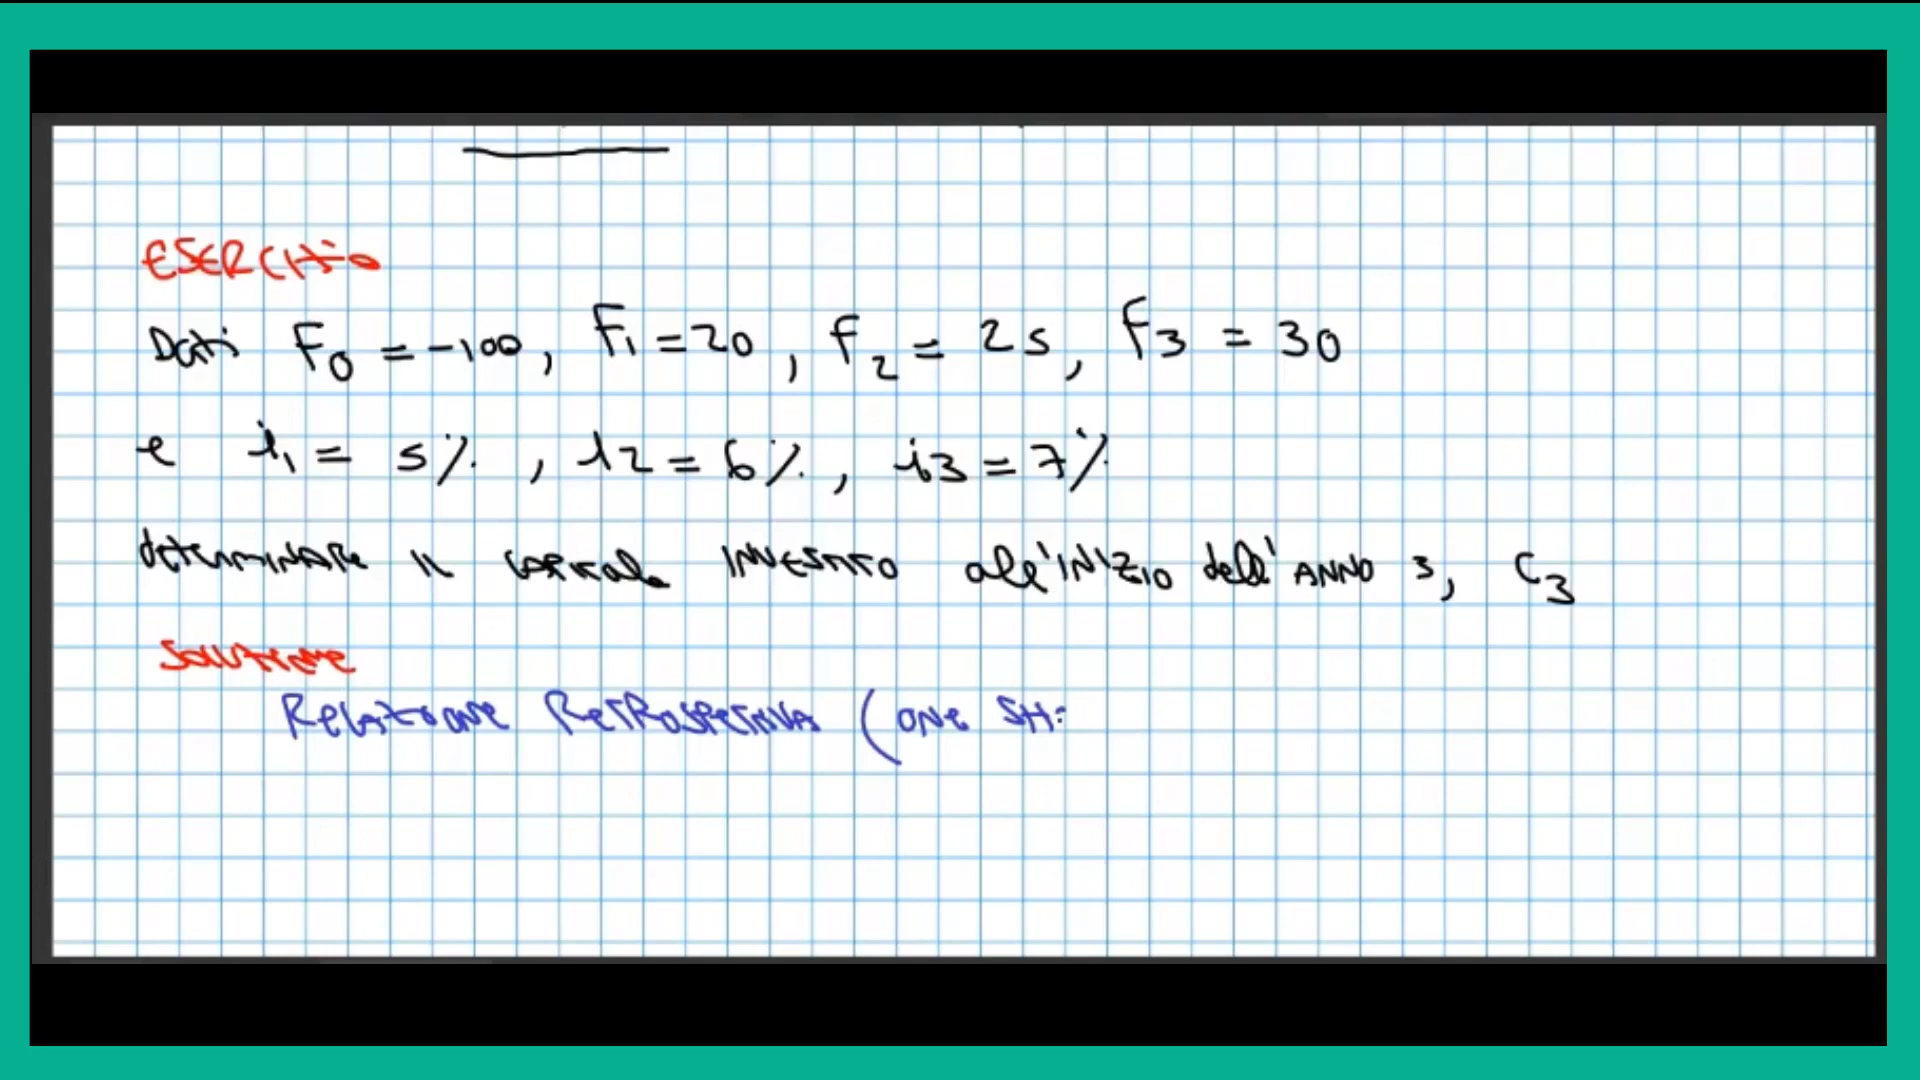 ESERCIZIO
Dati F0 = -100, F1 = 20, F2 = 25, F3 = 30
e i1 = 5%, i2 = 6%, i3 = 7%
determinare il capitale investito all'inizio dell'anno 3, C3
Soluzione
Relazione Retrospettiva (one SH